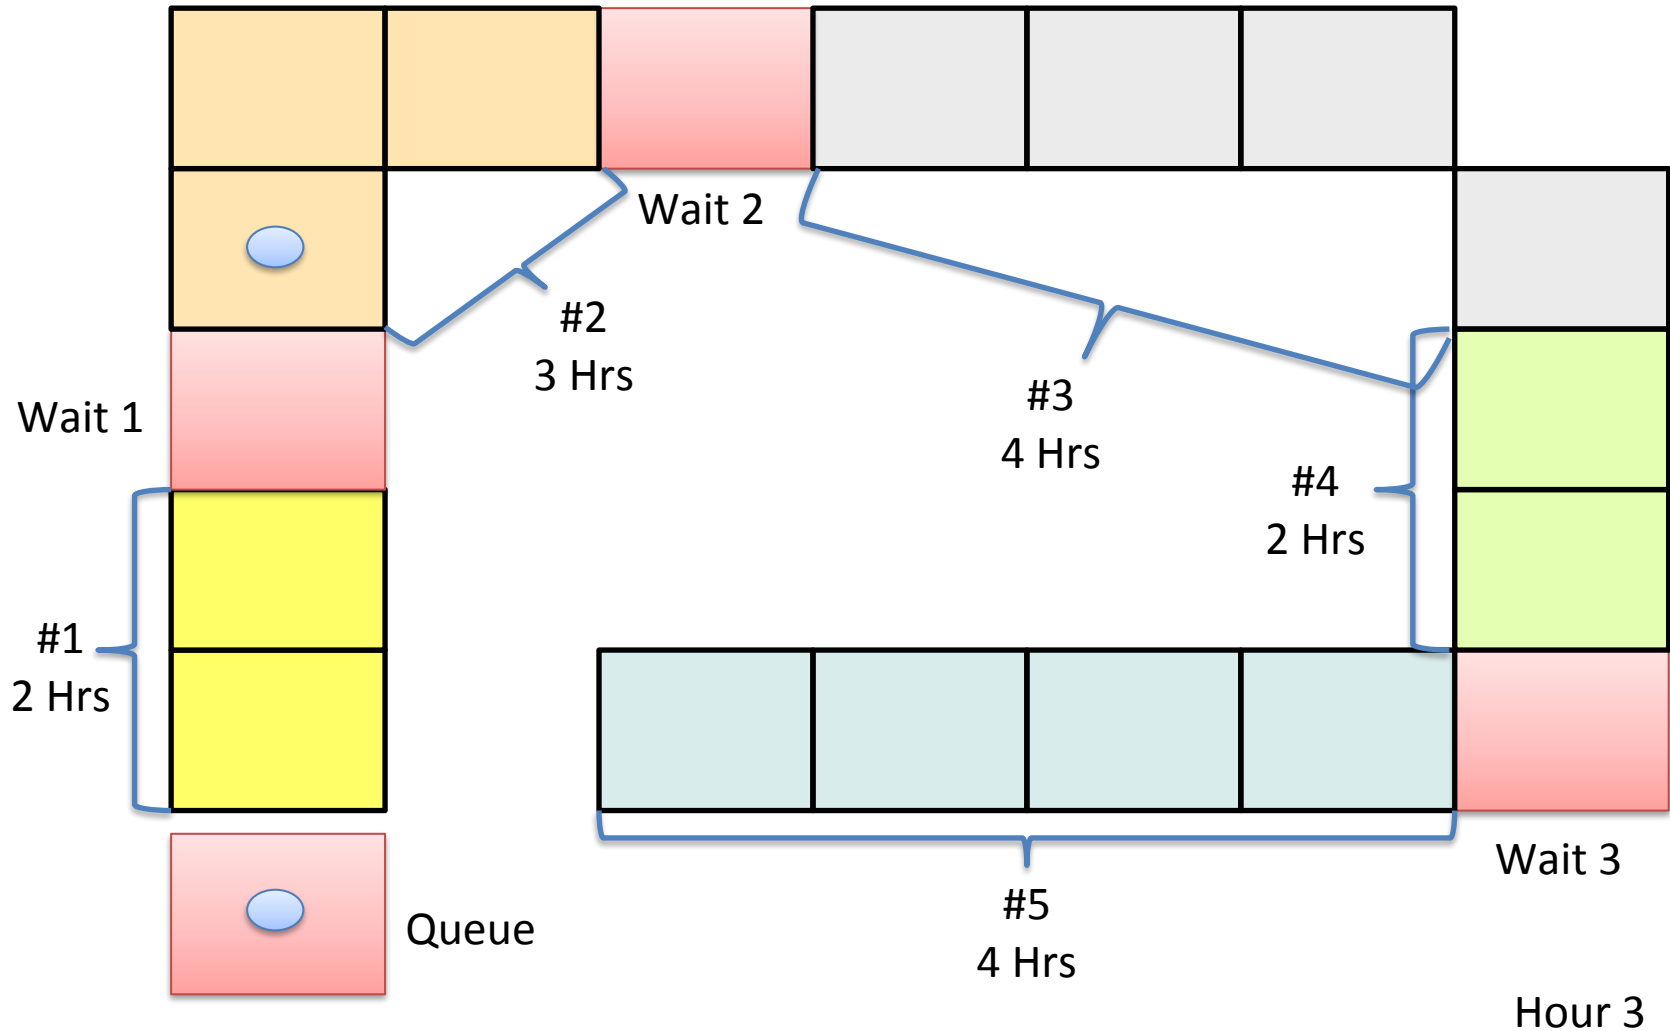 Wait 2
#2
3 Hrs
Wait 1
#3
4 Hrs
#4
2 Hrs
#1
2 Hrs
Wait 3
#5
4 Hrs
Queue
Hour 3